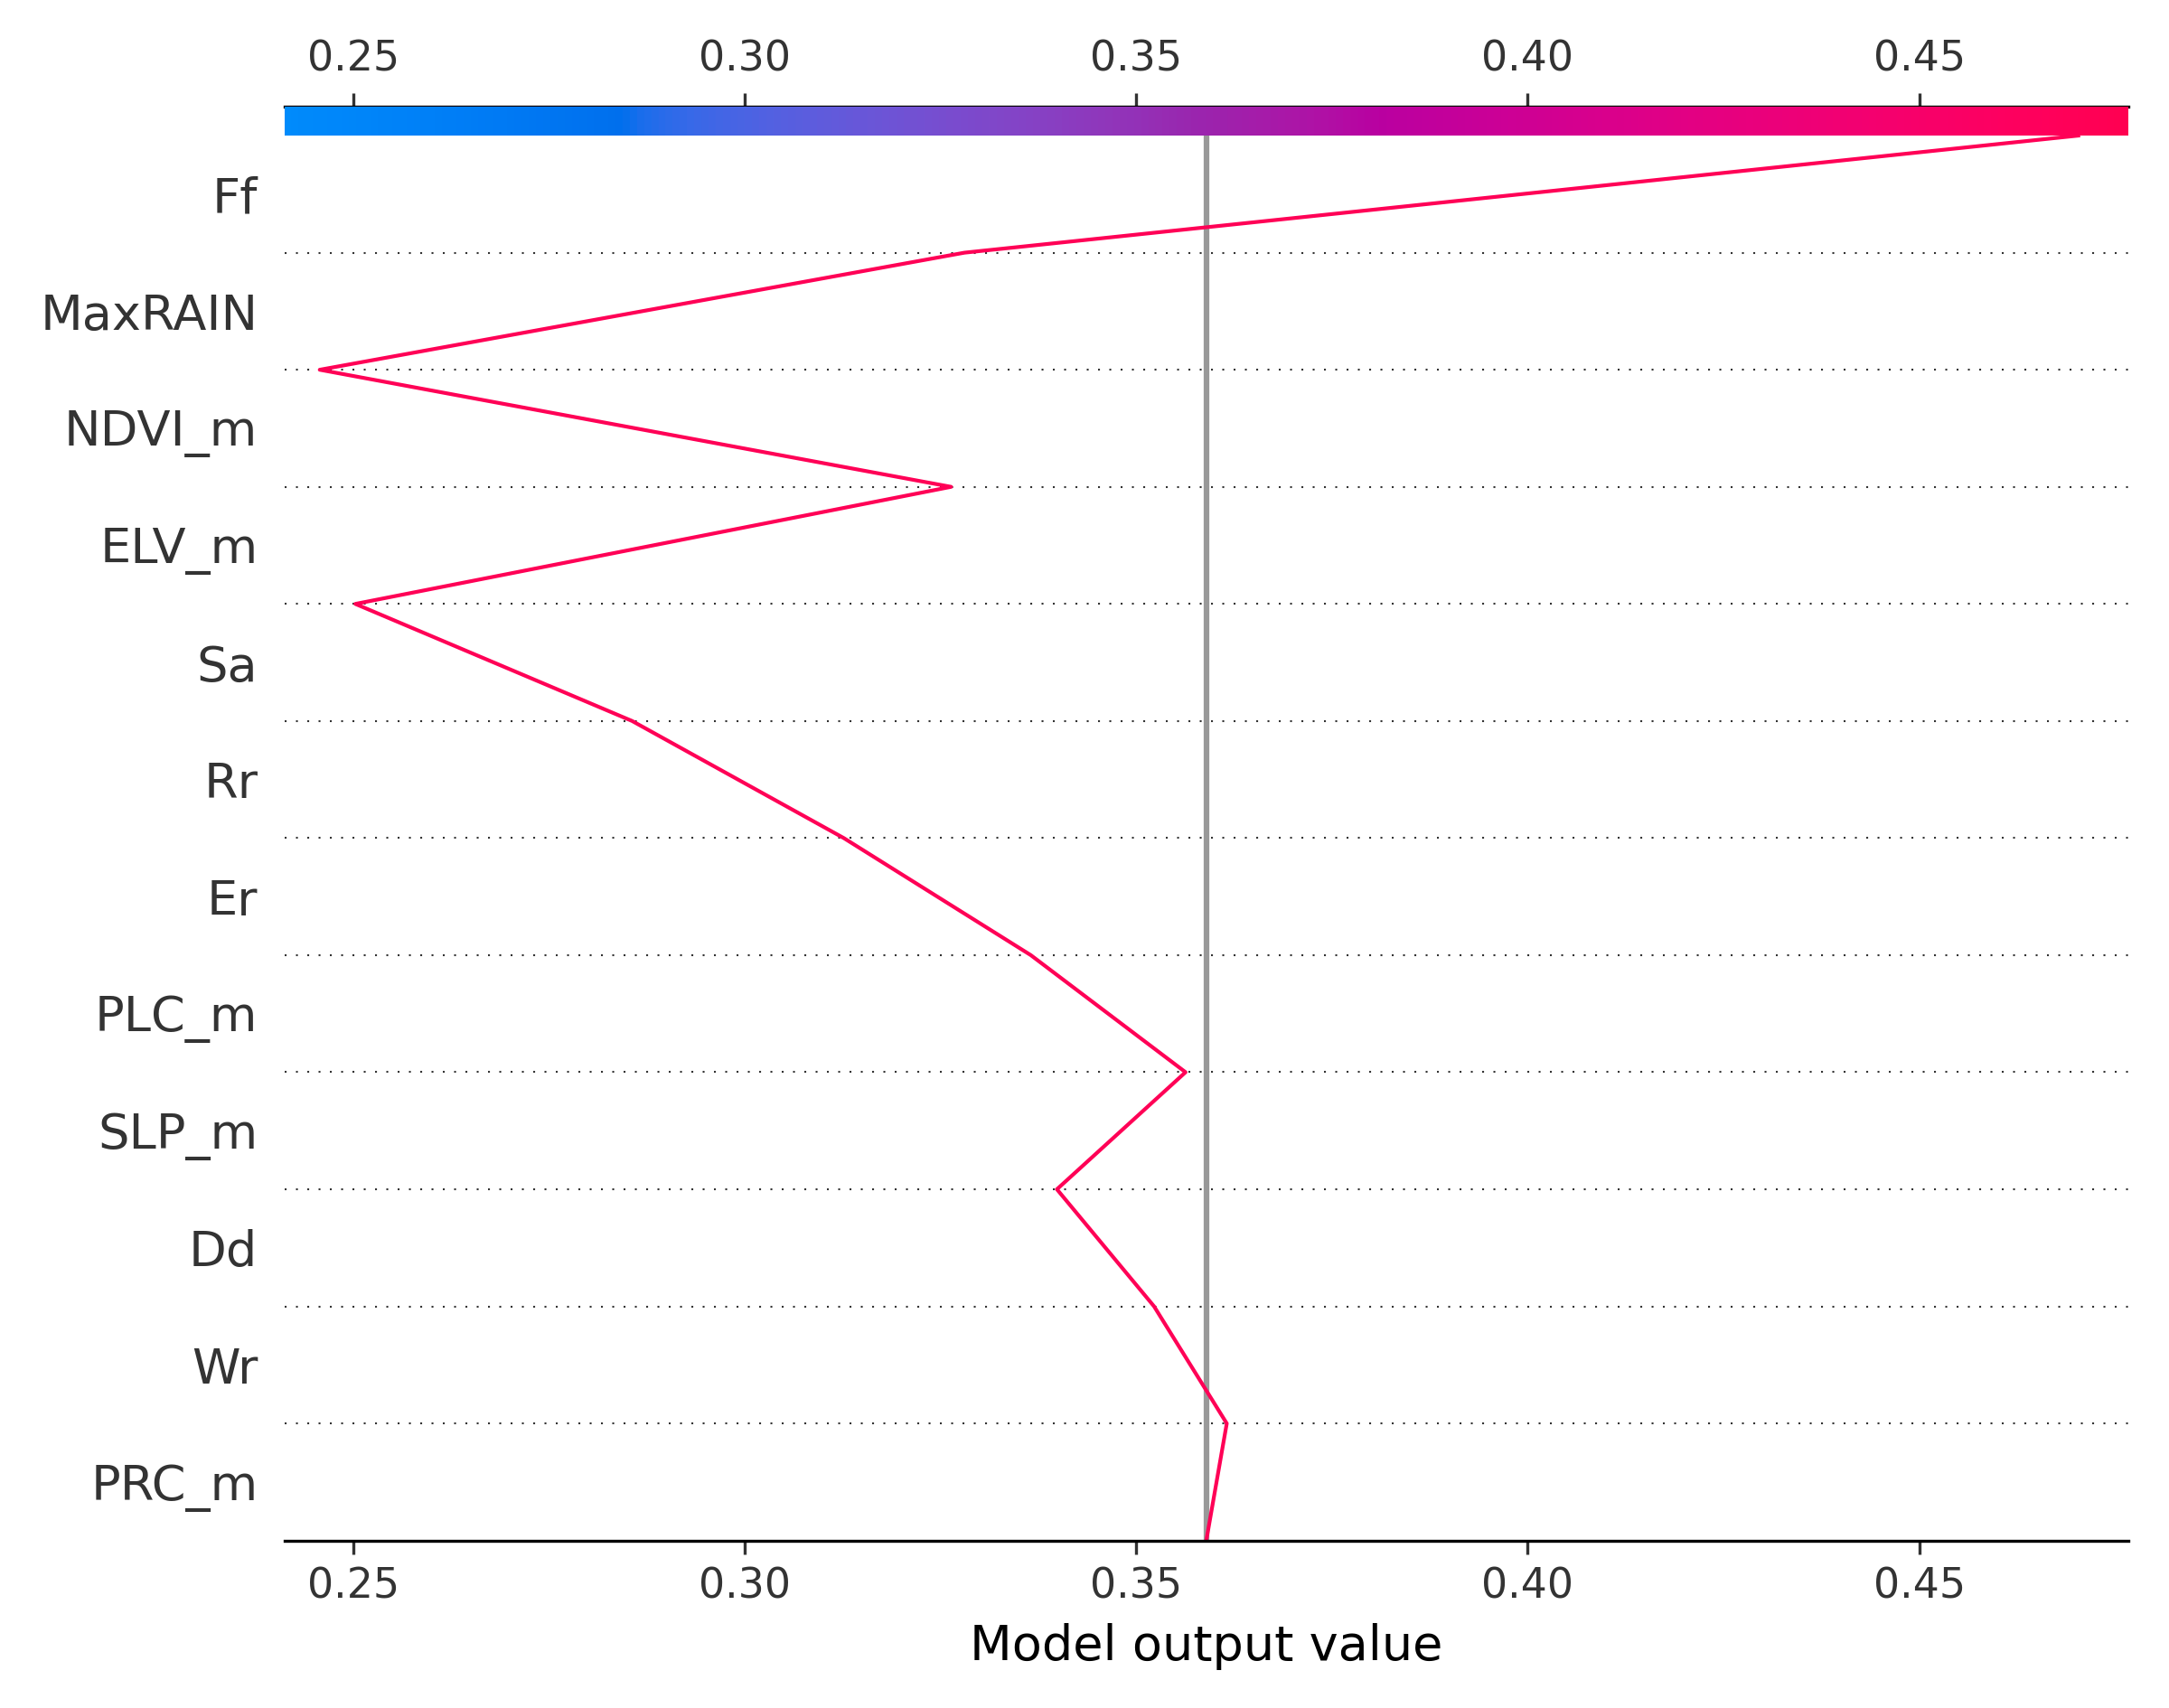 0.25 0.30 0.35 0.40 0.45
Ff
MaxRAIN
NDVI_m
ELV_m
Sa
Rr
Er
PLC_m
SLP_m
Dd
Wr
PRC_m
0.25 0.30 0.35 0.40 0.45
Model output value